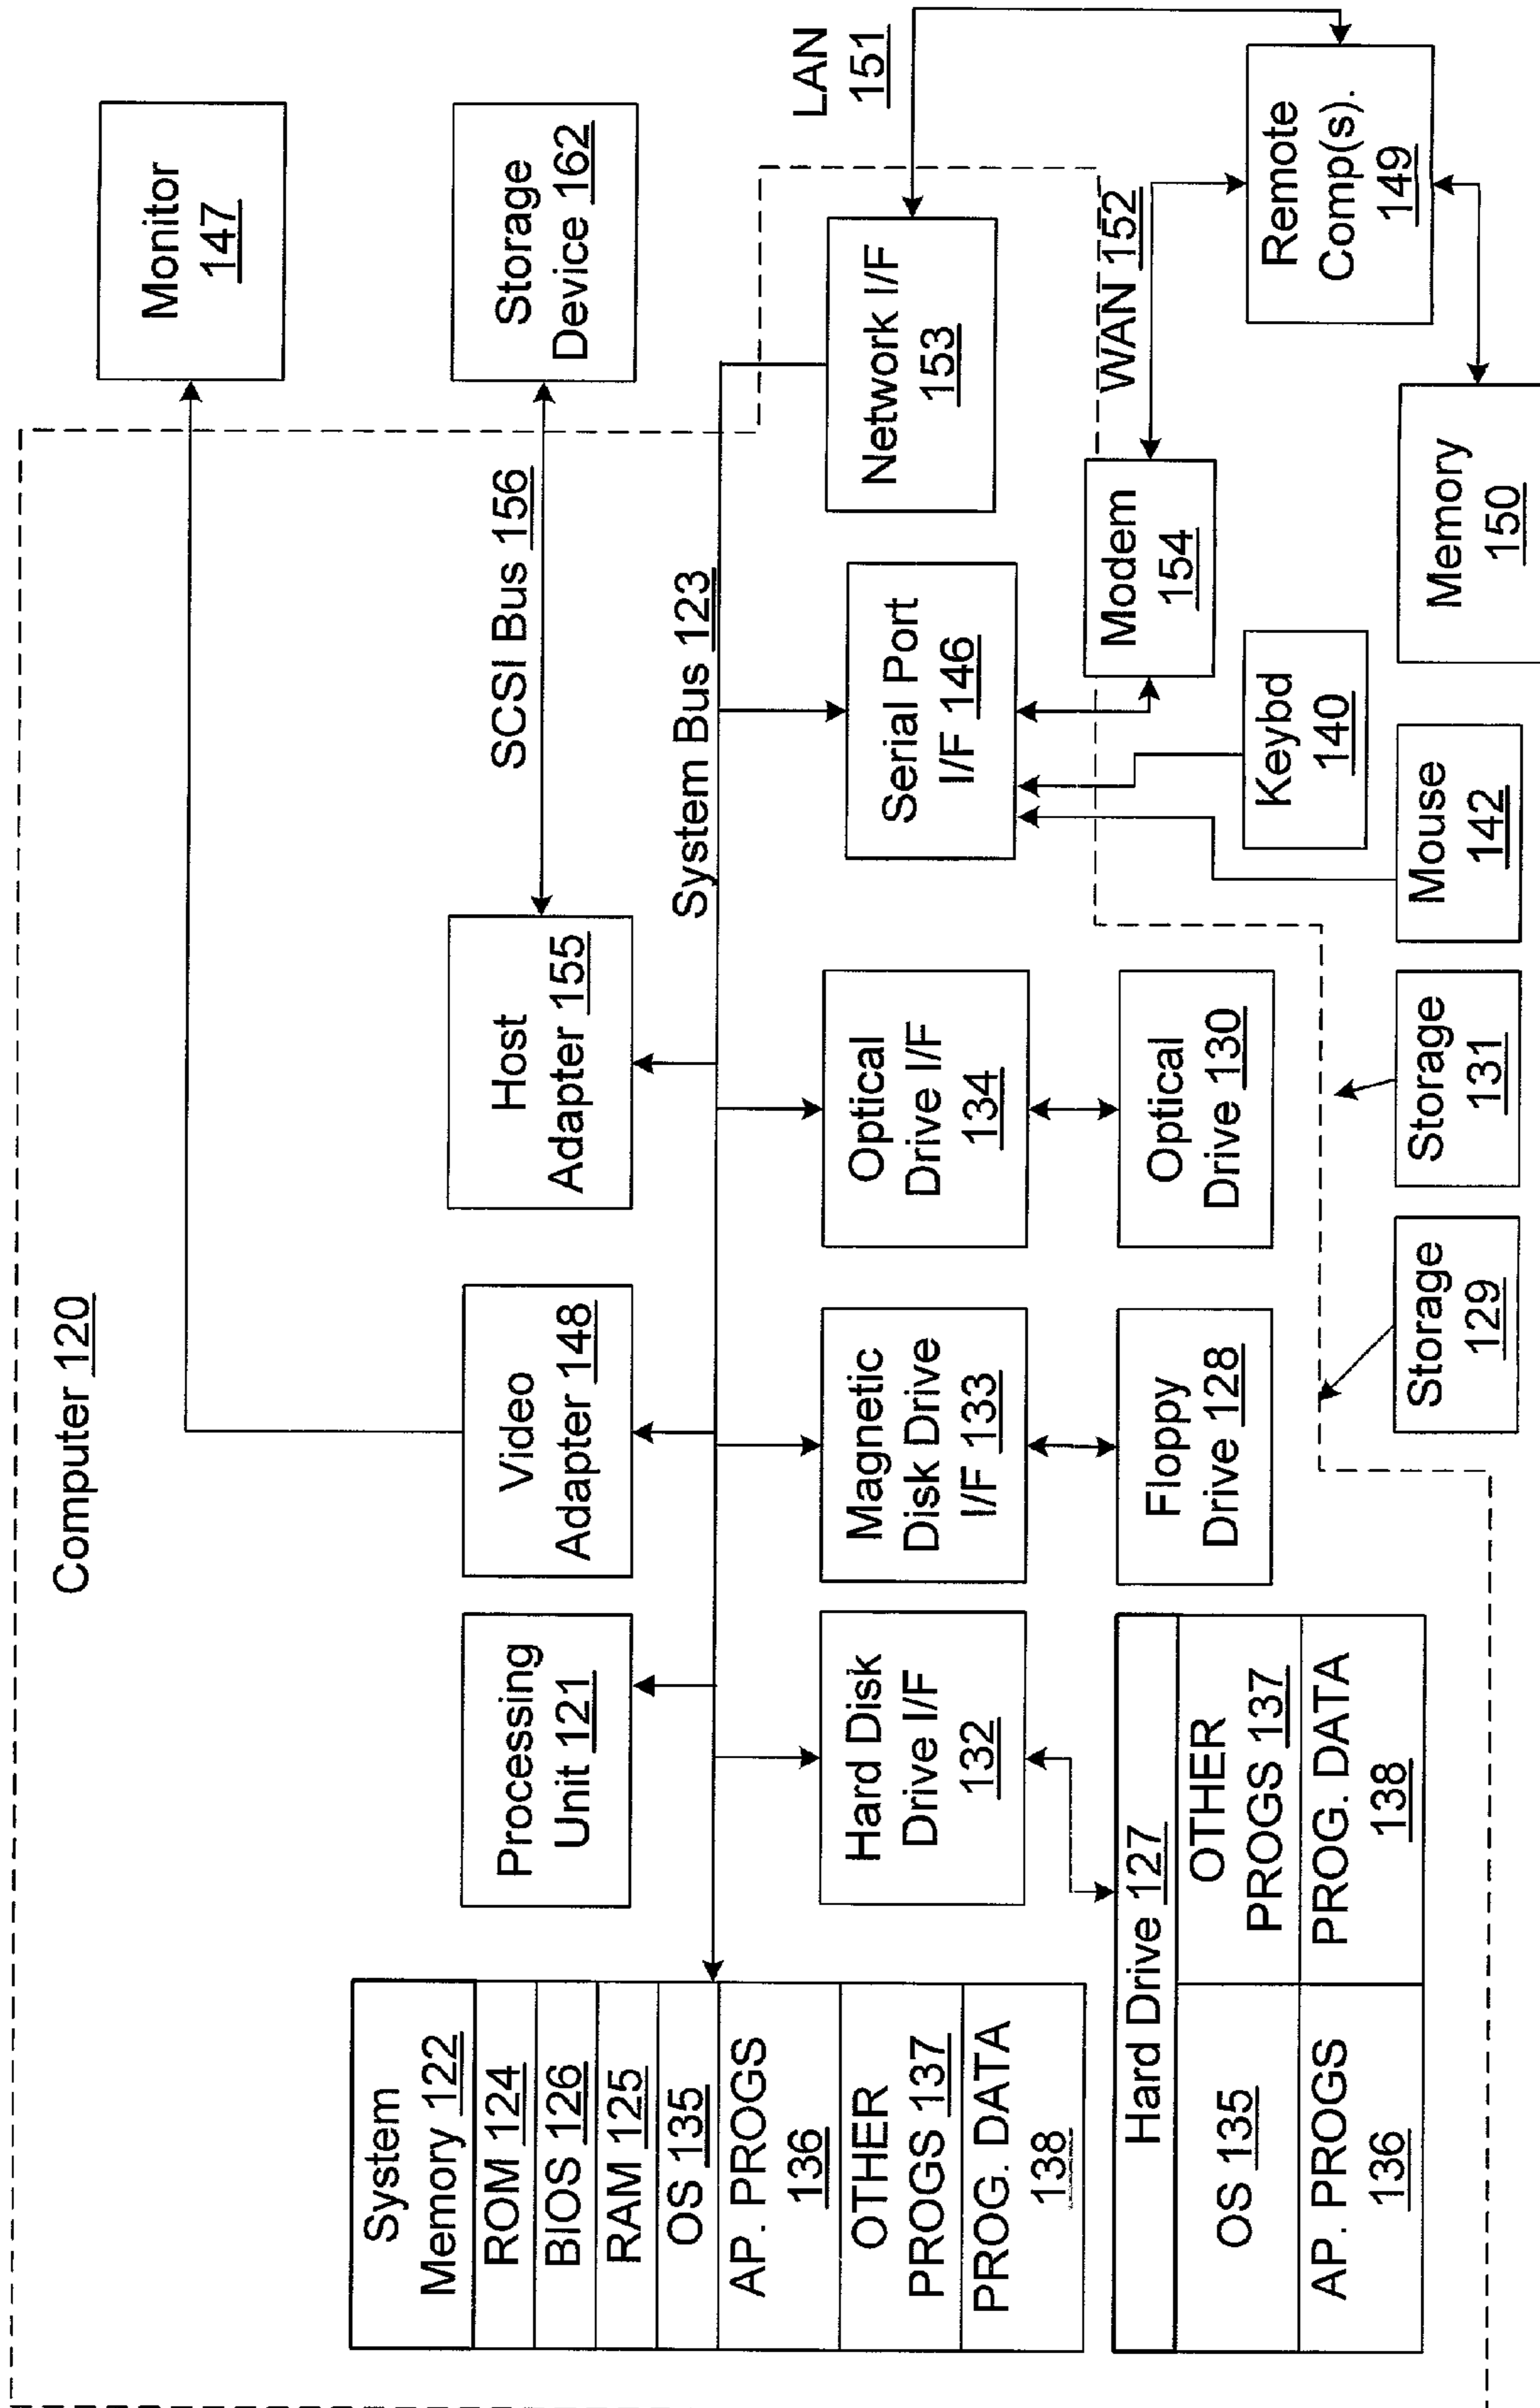 Computer 120
Monitor
147
System
Memory 122
ROM 124
BIOS 126
RAM 125
OS 135
AP. PROGS
136
OTHER
PROGS 137
PROG. DATA
138
Processing
Unit 121
Video
Adapter 148
Host
Adapter 155
SCSI Bus 156
Storage
Device 162
System Bus 123
Hard Disk
Drive I/F
132
Magnetic
Disk Drive
I/F 133
Optical
Drive I/F
134
Serial Port
I/F 146
Network I/F
153
LAN
151
Hard Drive 127
OS 135
OTHER
PROGS 137
AP. PROGS
136
PROG. DATA
138
Floppy
Drive 128
Optical
Drive 130
Modem
154
WAN 152
Keybd
140
Remote
Comp(s).
149
Storage
129
Storage
131
Mouse
142
Memory
150